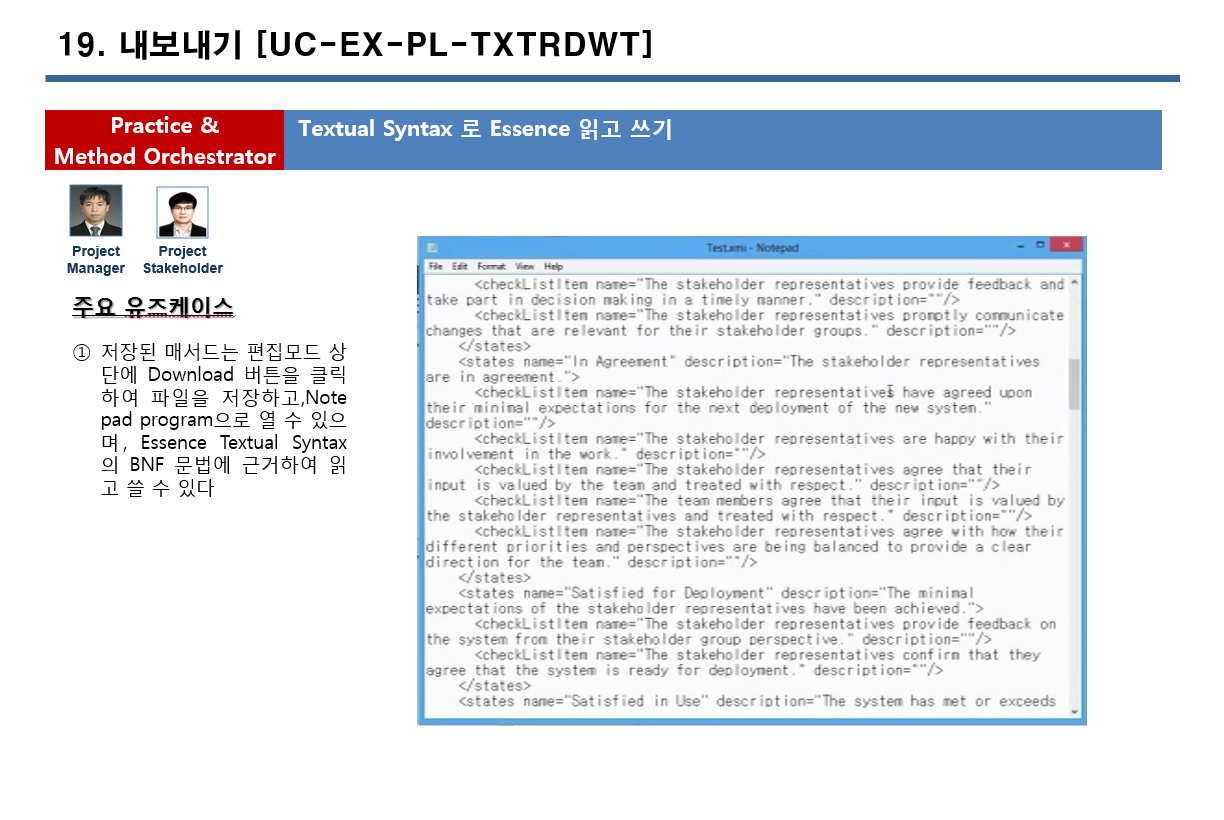 19. 내보내기 [UC-EX-PL-TXTRDWT]
Practice &
Method Orchestrator
Textual Syntax 로 Essence 읽고 쓰기
Project
Manager
Project
Stakeholder
주요 유즈케이스
① 저장된 매서드는 편집모드 상
단에 Download 버튼을 클릭
하여 파일을 저장하고,Note
pad program으로 열 수 있으
며, Essence Textual Syntax
의 BNF 문법에 근거하여 읽
고 쓸 수 있다
Test.xmi - Notepad
File Edit Format View Help
<checkListItem name="The stakeholder representatives provide feedback and
take part in decision making in a timely manner." description=""/>
<checkListItem name="The stakeholder representatives promptly communicate
changes that are relevant for their stakeholder groups." description=""/>
</states>
<states name="In Agreement" description="The stakeholder representatives
are in agreement.">
<checkListItem name="The stakeholder representatives have agreed upon
their minimal expectations for the next deployment of the new system."
description=""/>
<checkListItem name="The stakeholder representatives are happy with their
involvement in the work." description=""/>
<checkListItem name="The stakeholder representatives agree that their
input is valued by the team and treated with respect." description=""/>
<checkListItem name="The team members agree that their input is valued by
the stakeholder representatives and treated with respect." description=""/>
<checkListItem name="The stakeholder representatives agree with how their
different priorities and perspectives are being balanced to provide a clear
direction for the team." description=""/>
</states>
<states name="Satisfied for Deployment" description="The minimal
expectations of the stakeholder representatives have been achieved.">
<checkListItem name="The stakeholder representatives provide feedback on
the system from their stakeholder group perspective." description=""/>
<checkListItem name="The stakeholder representatives confirm that they
agree that the system is ready for deployment." description=""/>
</states>
<states name="Satisfied in Use" description="The system has met or exceeds